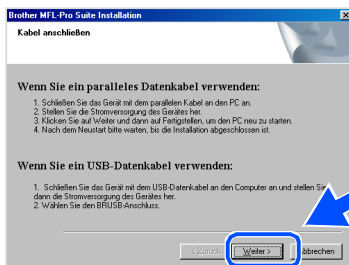 Brother MFL-Pro Suite Installation
Kabel anschließen
Wenn Sie ein paralleles Datenkabel verwenden:
1. Schließen Sie das Gerät mit dem parallelen Kabel an den PC an.
2. Stellen Sie die Stromversorgung des Gerätes her.
3. Klicken Sie auf Weiter und dann auf Fertigstellen, um den PC neu zu starten.
4. Nach dem Neustart bitte warten, bis die Installation abgeschlossen ist.
Wenn Sie ein USB-Datenkabel verwenden:
1. Schließen Sie das Gerät mit dem USB-Datenkabel an den Computer an und stellen Sie
dann die Stromversorgung des Gerätes her.
2. Wählen Sie den BRUSB-Anschluss.
< Zurück Weiter > Abbrechen